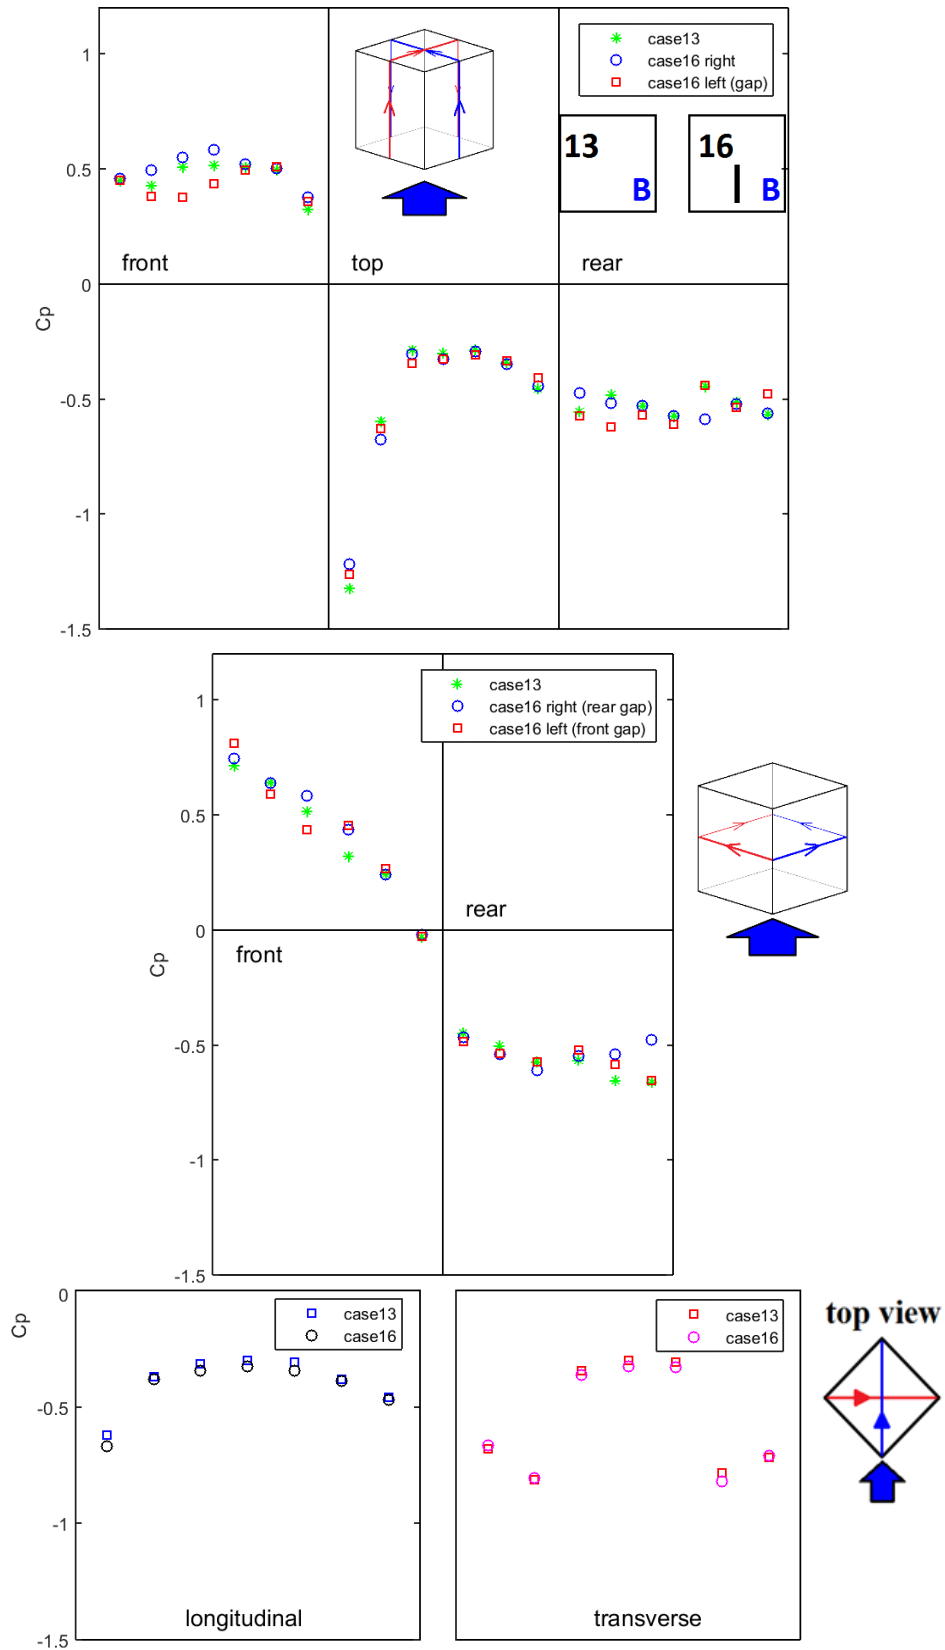 1
case13
case16 right
case16 left (gap)
13
B
16
B
0.5
front
top
rear
0
Cp
-0.5
-1
-1.5
case13
case16 right (rear gap)
case16 left (front gap)
1
0.5
rear
0
front
Cp
-0.5
-1
-1.5
0
Cp
case13
case16
case13
case16
top view
-0.5
-1
longitudinal
transverse
-1.5